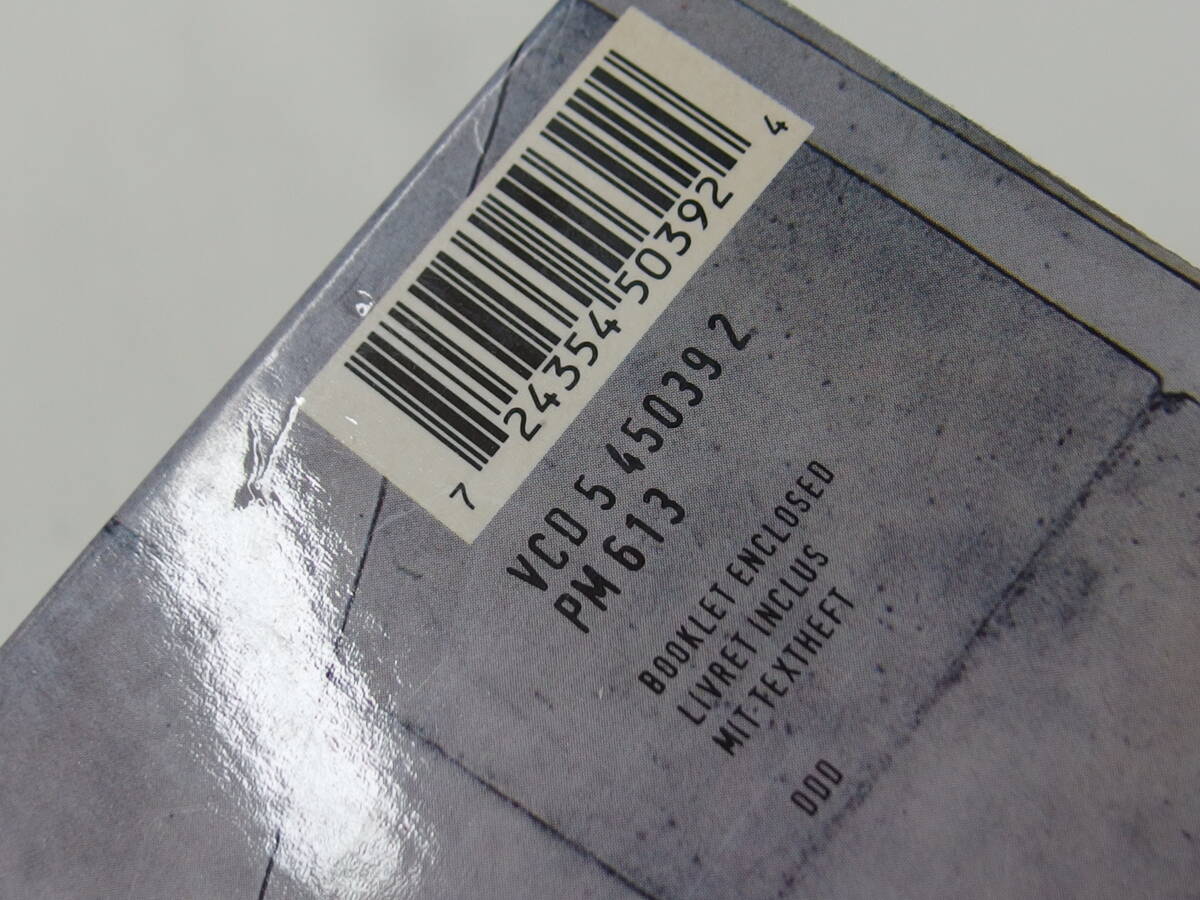 7 24354 50392 4
VCD 5 45039 2
PM 613
BOOKLET ENCLOSED
LIVRET INCLUS
MIT-TEXTHEFT
DDD